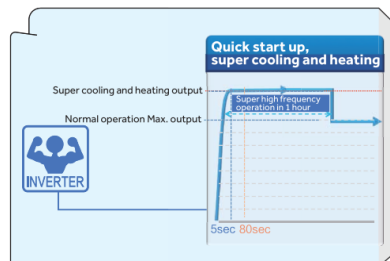 Quick start up,
super cooling and heating
Super cooling and heating output
Super high frequency
operation in 1 hour
Normal operation Max. output
INVERTER
5sec 80sec